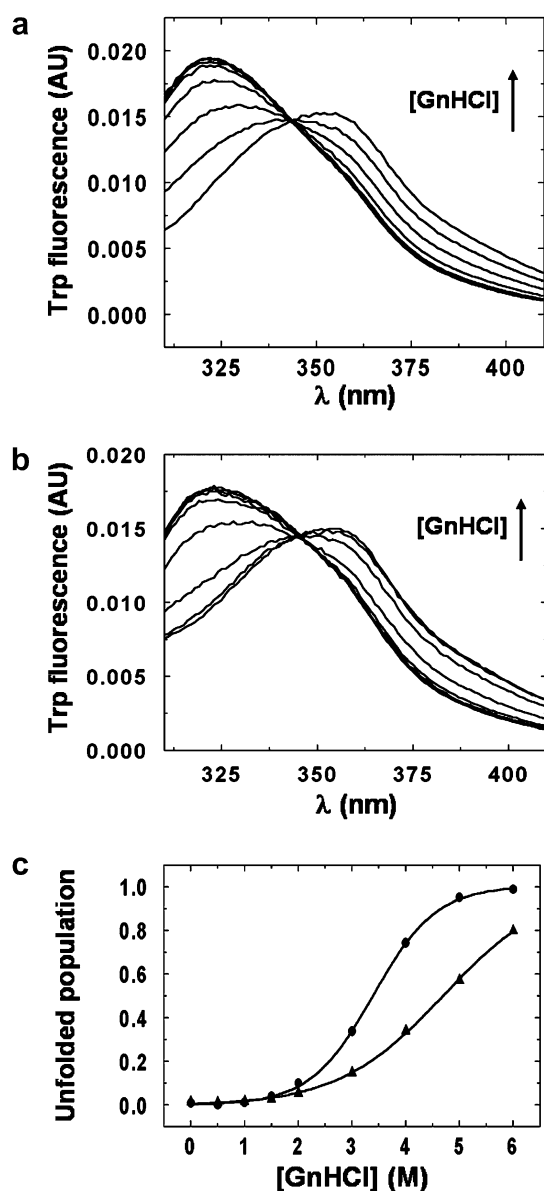 a
Trp fluorescence (AU)
0.020
0.015
0.010
0.005
0.000
[GnHCl]
325 350 375 400
λ (nm)
b
Trp fluorescence (AU)
0.020
0.015
0.010
0.005
0.000
[GnHCl]
325 350 375 400
λ (nm)
c
Unfolded population
1.0
0.8
0.6
0.4
0.2
0.0
0 1 2 3 4 5 6
[GnHCl] (M)